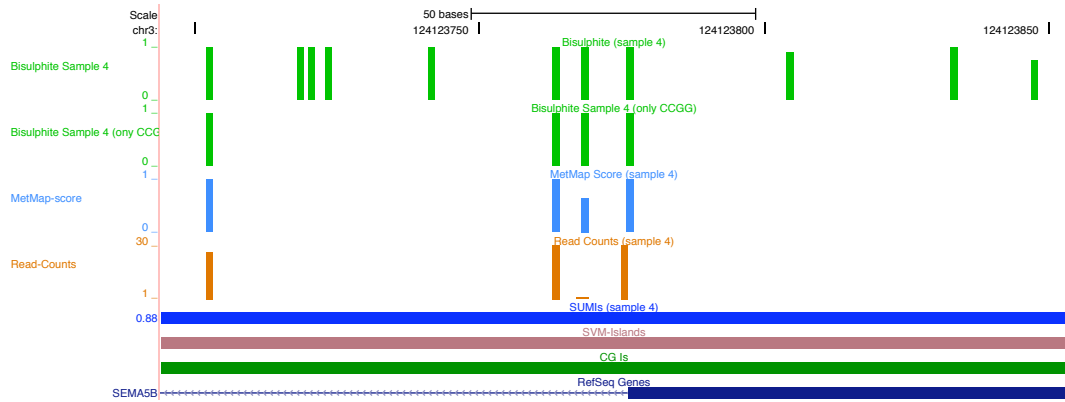 Scale 50 bases
chr3: 124123750 124123800 124123850
1 _ Bisulphite (sample 4)
Bisulphite Sample 4
0 _
Bisulphite Sample 4 (only CCGG)
1 _
Bisulphite Sample 4 (ony CCG
0 _
MetMap Score (sample 4)
1 _
MetMap-score
0 _
Read Counts (sample 4)
30 _
Read-Counts
1 _
SUMIs (sample 4)
0.88
SVM-Islands
CG Is
RefSeq Genes
SEMA5B